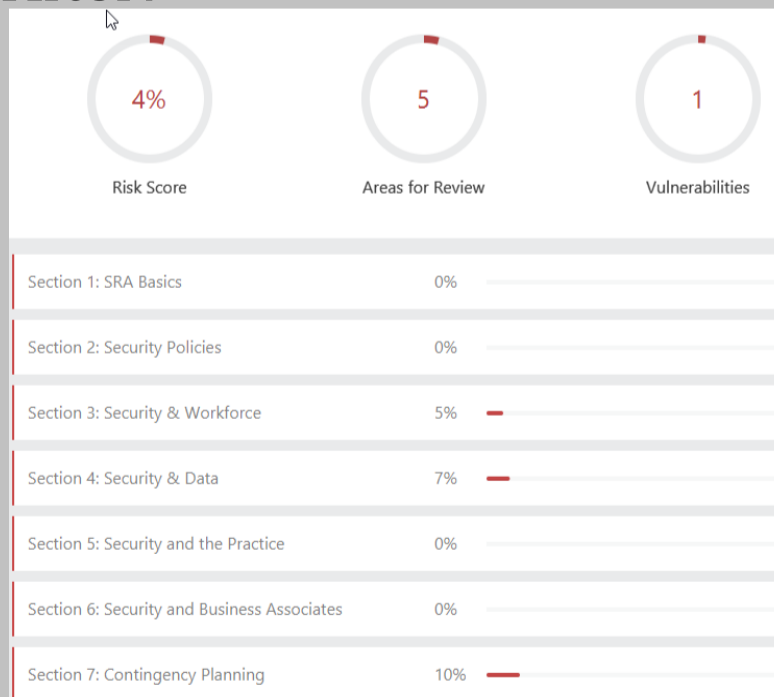 4%
5
1
Risk Score
Areas for Review
Vulnerabilities
Section 1: SRA Basics 0%
Section 2: Security Policies 0%
Section 3: Security & Workforce 5%
Section 4: Security & Data 7%
Section 5: Security and the Practice 0%
Section 6: Security and Business Associates 0%
Section 7: Contingency Planning 10%